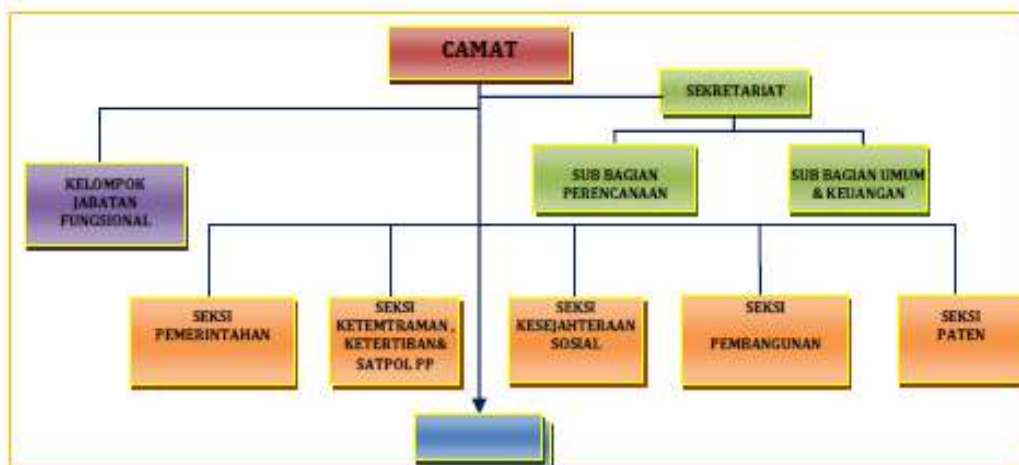 CAMAT
SEKRETARIAT
KELOMPOK
JABATAN
FUNGSIONAL
SUB BAGIAN
PERENCANAAN
SUB BAGIAN UMUM
& KEUANGAN
SEKSI
PEMERINTAHAN
SEKSI
KETEMTRAMAN ,
KETERTIBAN&
SATPOL PP
SEKSI
KESEJAHTERAAN
SOSIAL
SEKSI
PEMBANGUNAN
SEKSI
PATEN